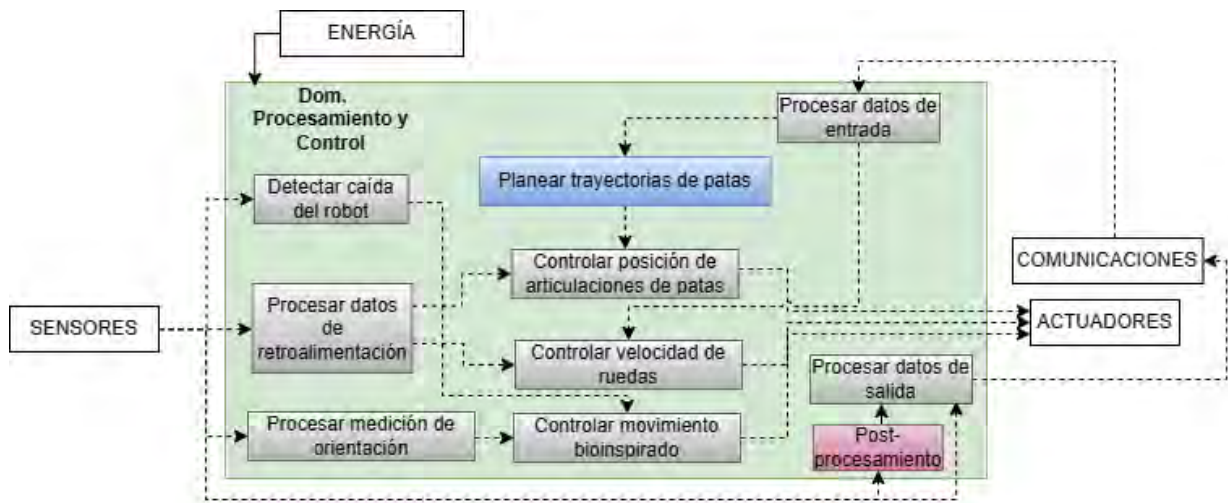 ENERGÍA
Dom.
Procesamiento y
Control
Procesar datos de
entrada
Planear trayectorias de patas
Detectar caída
del robot
Controlar posición de
articulaciones de patas
COMUNICACIONES
SENSORES
Procesar datos
de
retroalimentación
ACTUADORES
Controlar velocidad de
ruedas
Procesar datos de
salida
Procesar medición de
orientación
Controlar movimiento
bioinspirado
Post-
procesamiento